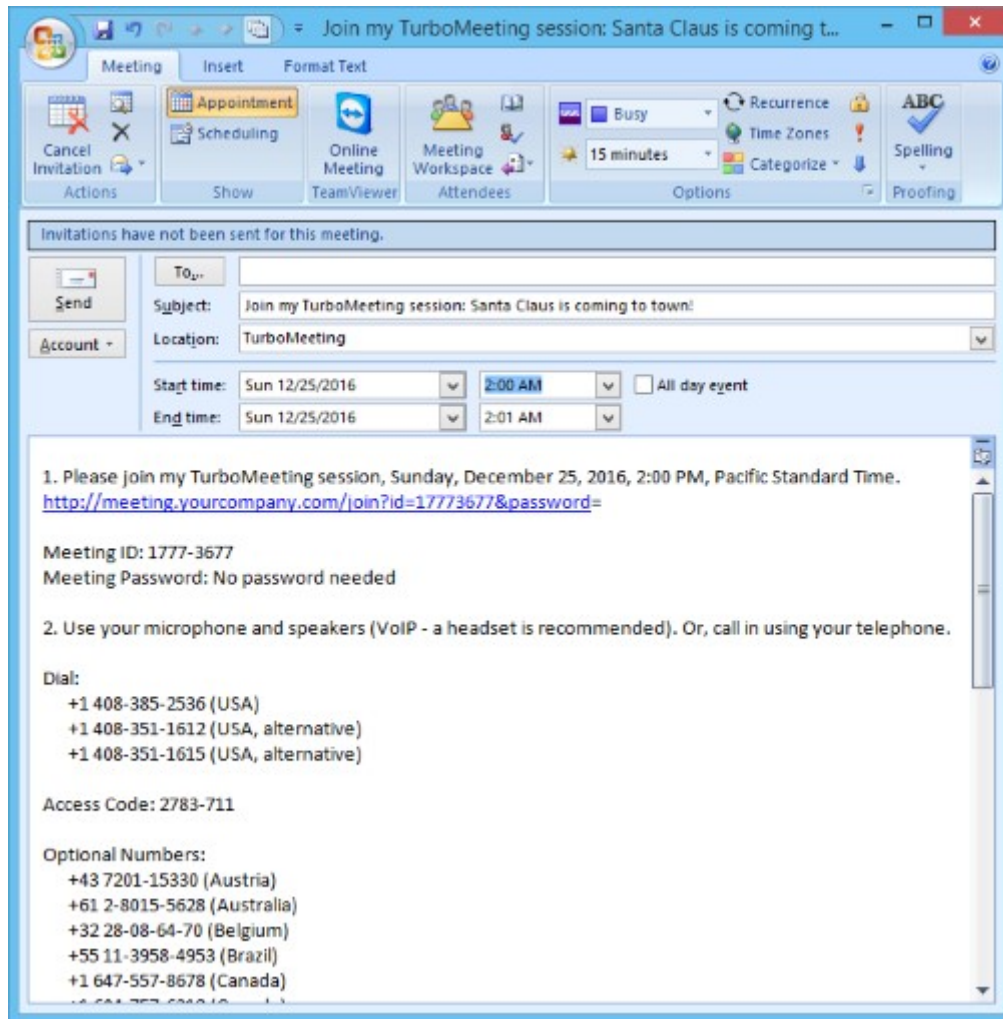 Join my TurboMeeting session: Santa Claus is coming t...
Meeting Insert Format Text
Cancel Invitation
Actions
Appointment
Scheduling
Show
Online Meeting
TeamViewer
Meeting Workspace
Attendees
Busy
15 minutes
Recurrence
Time Zones
Categorize
Options
ABC
Spelling
Proofing
Invitations have not been sent for this meeting.
Send
Account
To...
Subject: Join my TurboMeeting session: Santa Claus is coming to town!
Location: TurboMeeting
Start time: Sun 12/25/2016 2:00 AM All day event
End time: Sun 12/25/2016 2:01 AM
1. Please join my TurboMeeting session, Sunday, December 25, 2016, 2:00 PM, Pacific Standard Time.
http://meeting.yourcompany.com/join?id=17773677&password=
Meeting ID: 1777-3677
Meeting Password: No password needed
2. Use your microphone and speakers (VoIP - a headset is recommended). Or, call in using your telephone.
Dial:
+1 408-385-2536 (USA)
+1 408-351-1612 (USA, alternative)
+1 408-351-1615 (USA, alternative)
Access Code: 2783-711
Optional Numbers:
+43 7201-15330 (Austria)
+61 2-8015-5628 (Australia)
+32 28-08-64-70 (Belgium)
+55 11-3958-4953 (Brazil)
+1 647-557-8678 (Canada)